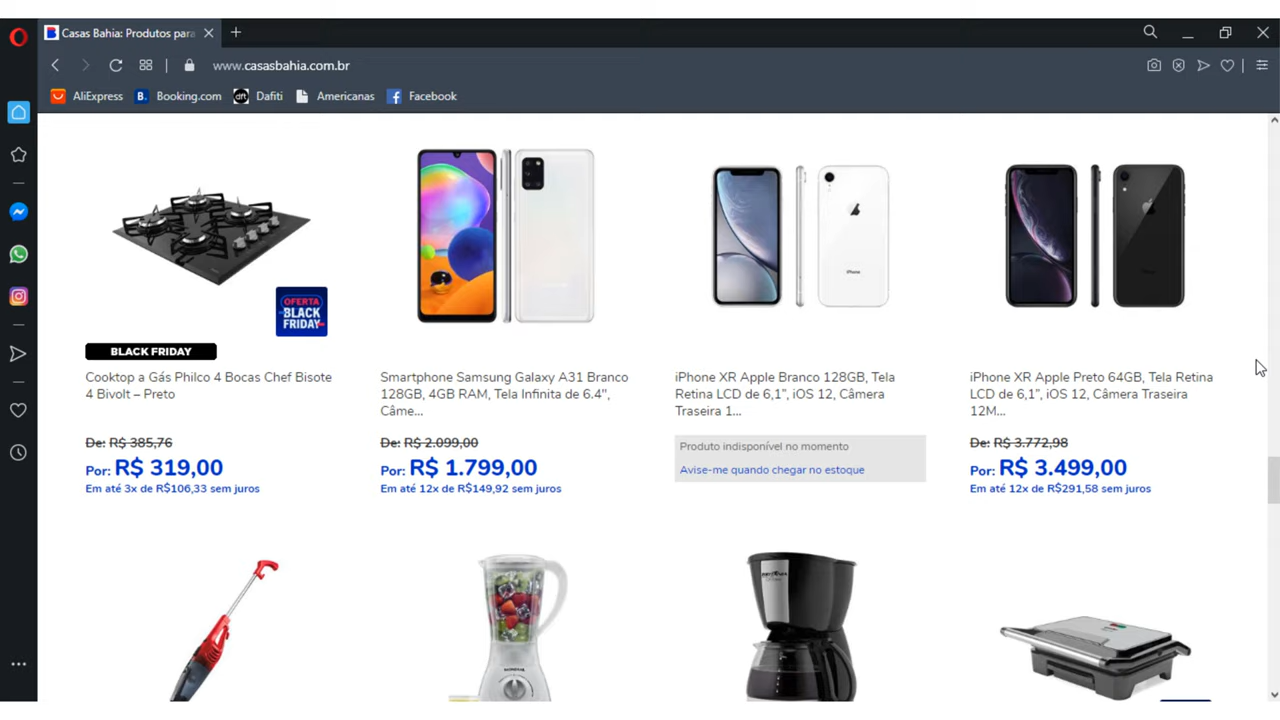 Casas Bahia: Produtos para
www.casasbahia.com.br
AliExpress
B.
Booking.com
dft
Dafiti
Americanas
Facebook
OFERTA
BLACK
FRIDAY
BLACK FRIDAY
Cooktop a Gás Philco 4 Bocas Chef Bisote
4 Bivolt – Preto
De: R$ 385,76
Por: R$ 319,00
Em até 3x de R$106,33 sem juros
Smartphone Samsung Galaxy A31 Branco
128GB, 4GB RAM, Tela Infinita de 6.4",
Câme...
De: R$ 2.099,00
Por: R$ 1.799,00
Em até 12x de R$149,92 sem juros
iPhone
iPhone XR Apple Branco 128GB, Tela
Retina LCD de 6,1”, iOS 12, Câmera
Traseira 1...
Produto indisponível no momento
Avise-me quando chegar no estoque
iPhone XR Apple Preto 64GB, Tela Retina
LCD de 6,1”, iOS 12, Câmera Traseira
12M...
De: R$ 3.772,98
Por: R$ 3.499,00
Em até 12x de R$291,58 sem juros